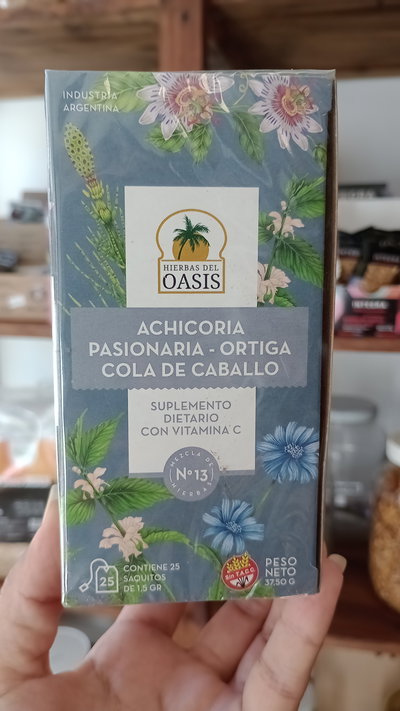 INDUSTRIA
ARGENTINA
HIERBAS DEL
OASIS
ACHICORIA
PASIONARIA - ORTIGA
COLA DE CABALLO
SUPLEMENTO
DIETARIO
CON VITAMINA C
MEZCLA DE
Nº13
HIERBAS
25
CONTIENE 25
SAQUITOS
DE 1.5 GR
Sin T.A.C.C.
PESO
NETO
37.50 G